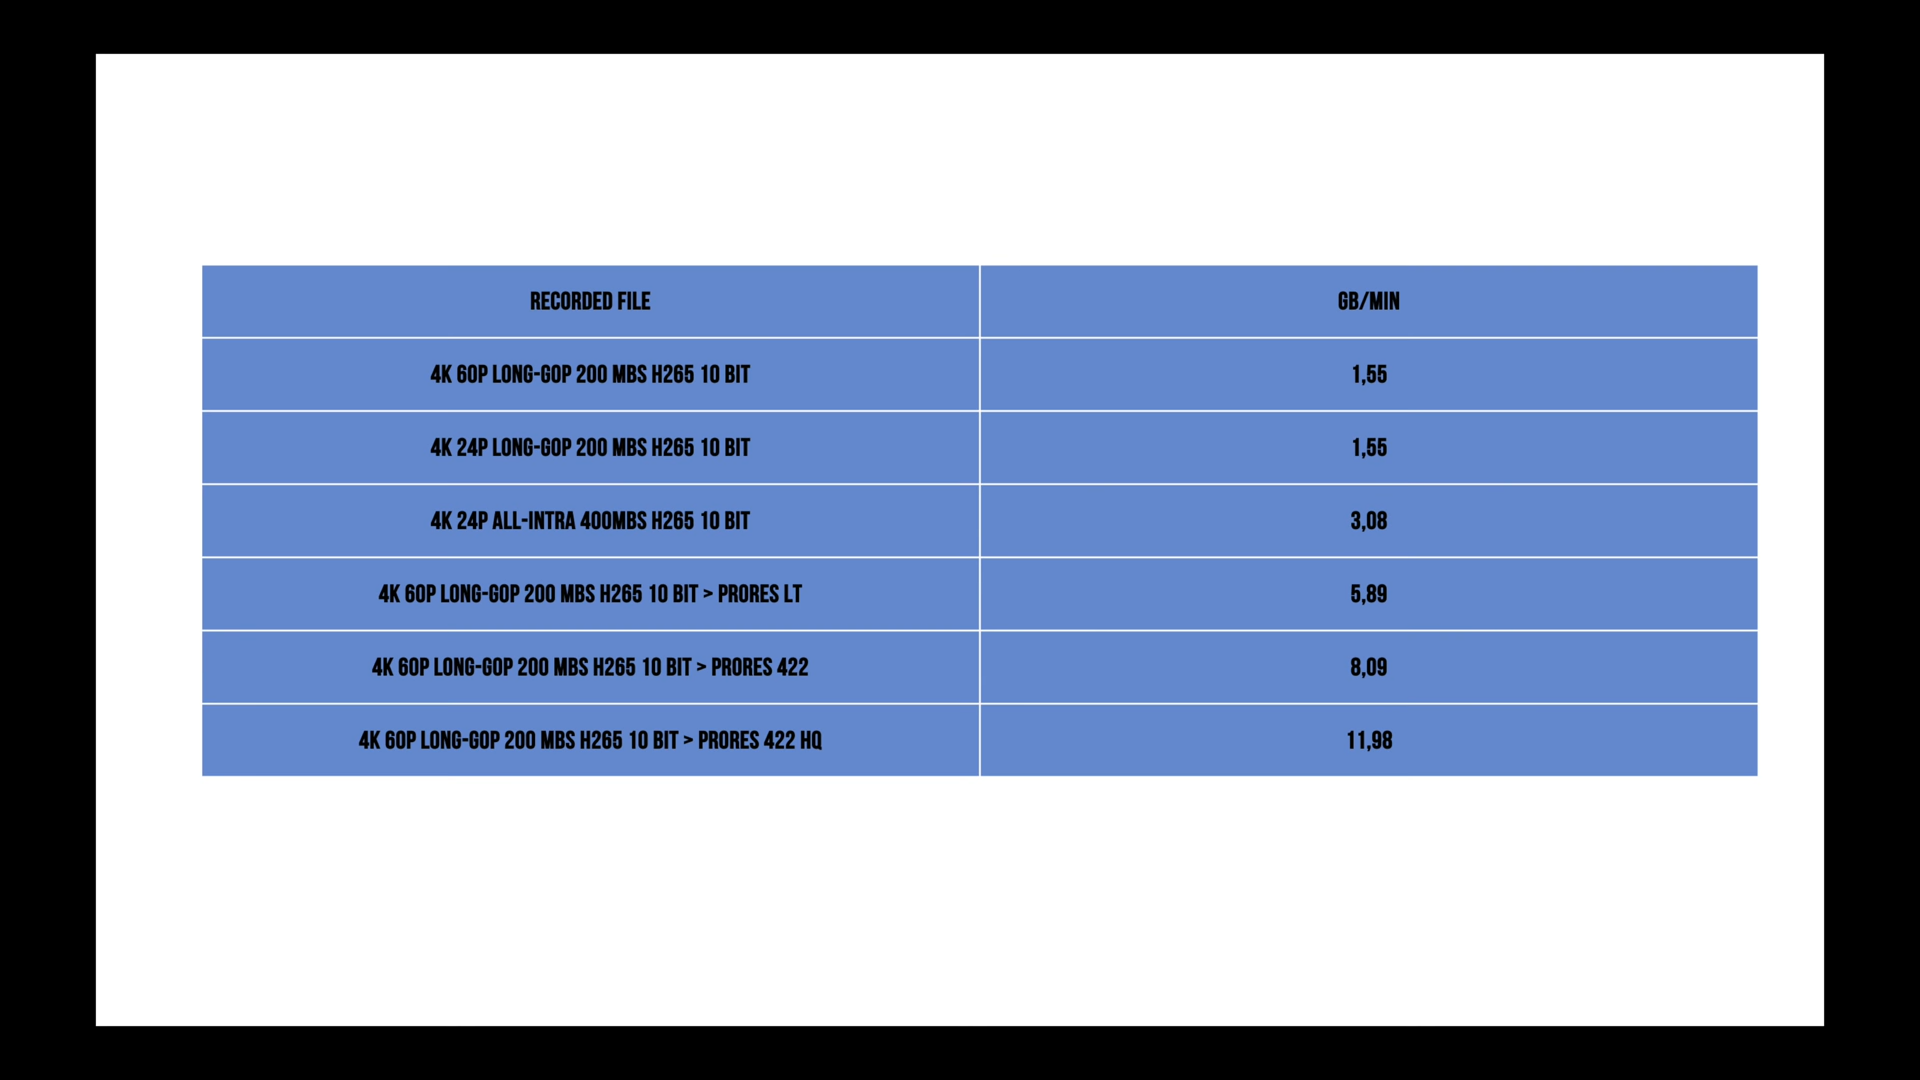 RECORDED FILE GB/MIN
4K 60P LONG-GOP 200 MBS H265 10 BIT 1,55
4K 24P LONG-GOP 200 MBS H265 10 BIT 1,55
4K 24P ALL-INTRA 400MBS H265 10 BIT 3,08
4K 60P LONG-GOP 200 MBS H265 10 BIT > PRORES LT 5,89
4K 60P LONG-GOP 200 MBS H265 10 BIT > PRORES 422 8,09
4K 60P LONG-GOP 200 MBS H265 10 BIT > PRORES 422 HQ 11,98